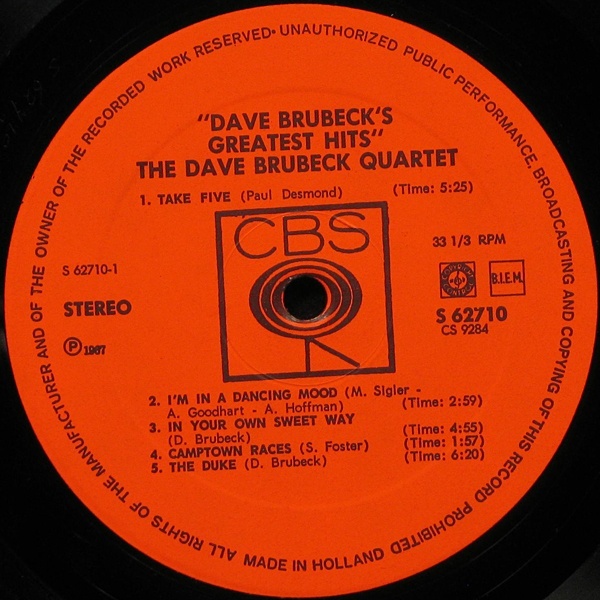 ALL RIGHTS OF THE MANUFACTURER AND OF THE OWNER OF THE RECORDED WORK RESERVED • UNAUTHORIZED PUBLIC PERFORMANCE, BROADCASTING AND COPYING OF THIS RECORD PROHIBITED
"DAVE BRUBECK'S
GREATEST HITS"
THE DAVE BRUBECK QUARTET
1. TAKE FIVE (Paul Desmond) (Time: 5:25)
CBS
33 1/3 RPM
S 62710-1
STEREO
B.I.E.M.
S 62710
CS 9284
Ⓟ 1967
2. I'M IN A DANCING MOOD (M. Sigler -
A. Goodhart - A. Hoffman) (Time: 2:59)
3. IN YOUR OWN SWEET WAY
(D. Brubeck) (Time: 4:55)
4. CAMPTOWN RACES (S. Foster) (Time: 1:57)
5. THE DUKE (D. Brubeck) (Time: 6:20)
MADE IN HOLLAND